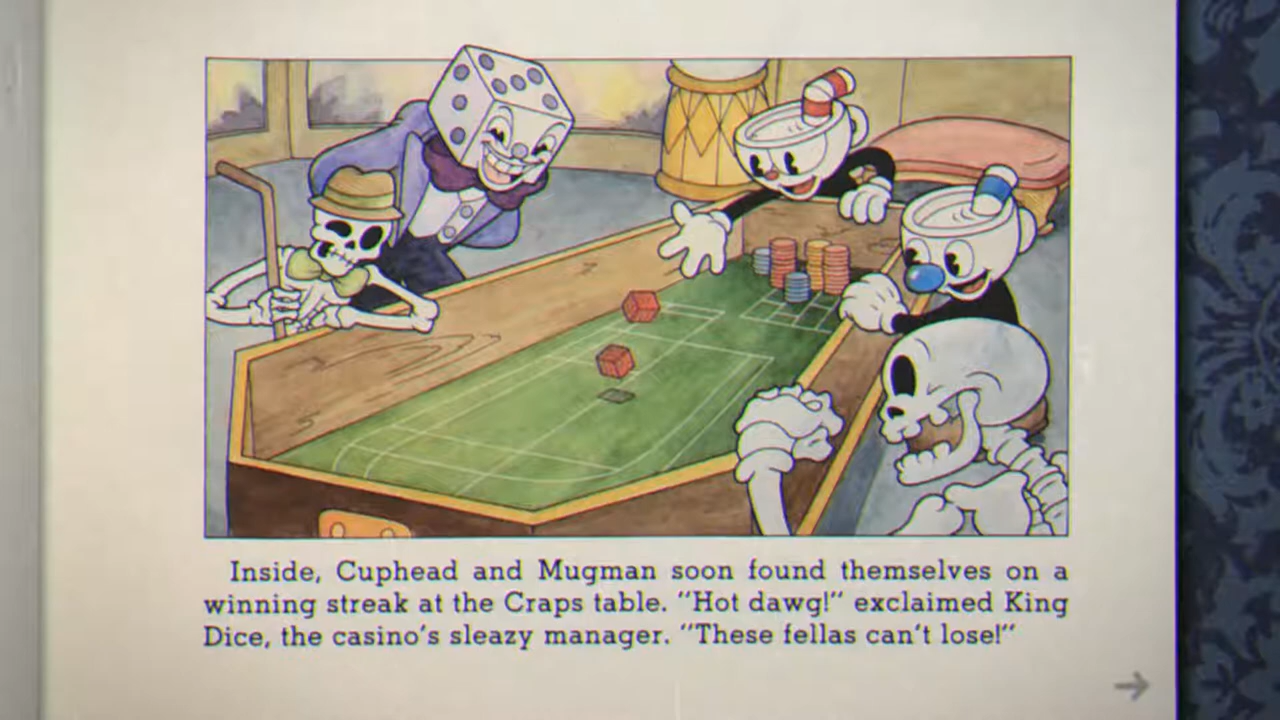 Inside, Cuphead and Mugman soon found themselves on a
winning streak at the Craps table. "Hot dawg!" exclaimed King
Dice, the casino's sleazy manager. "These fellas can't lose!"